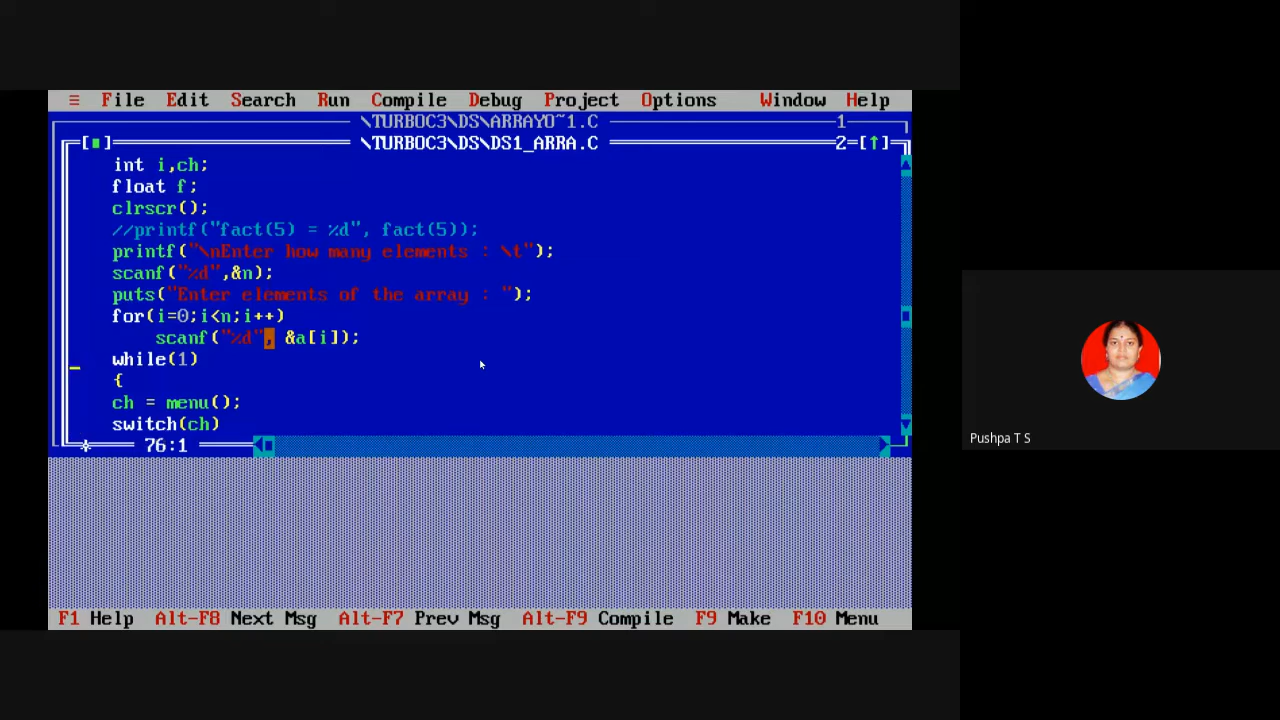 ≡ File Edit Search Run Compile Debug Project Options Window Help
\TURBOC3\DS\ARRAYO~1.C 1
[■] \TURBOC3\DS\DS1_ARRA.C 2=[↑]
int i,ch;
float f;
clrscr();
//printf("fact(5) = %d", fact(5));
printf("\nEnter how many elements : \t");
scanf("%d",&n);
puts("Enter elements of the array : ");
for(i=0;i<n;i++)
scanf("%d", &a[i]);
while(1)
{
ch = menu();
switch(ch)
76:1
Pushpa T S
F1 Help Alt-F8 Next Msg Alt-F7 Prev Msg Alt-F9 Compile F9 Make F10 Menu